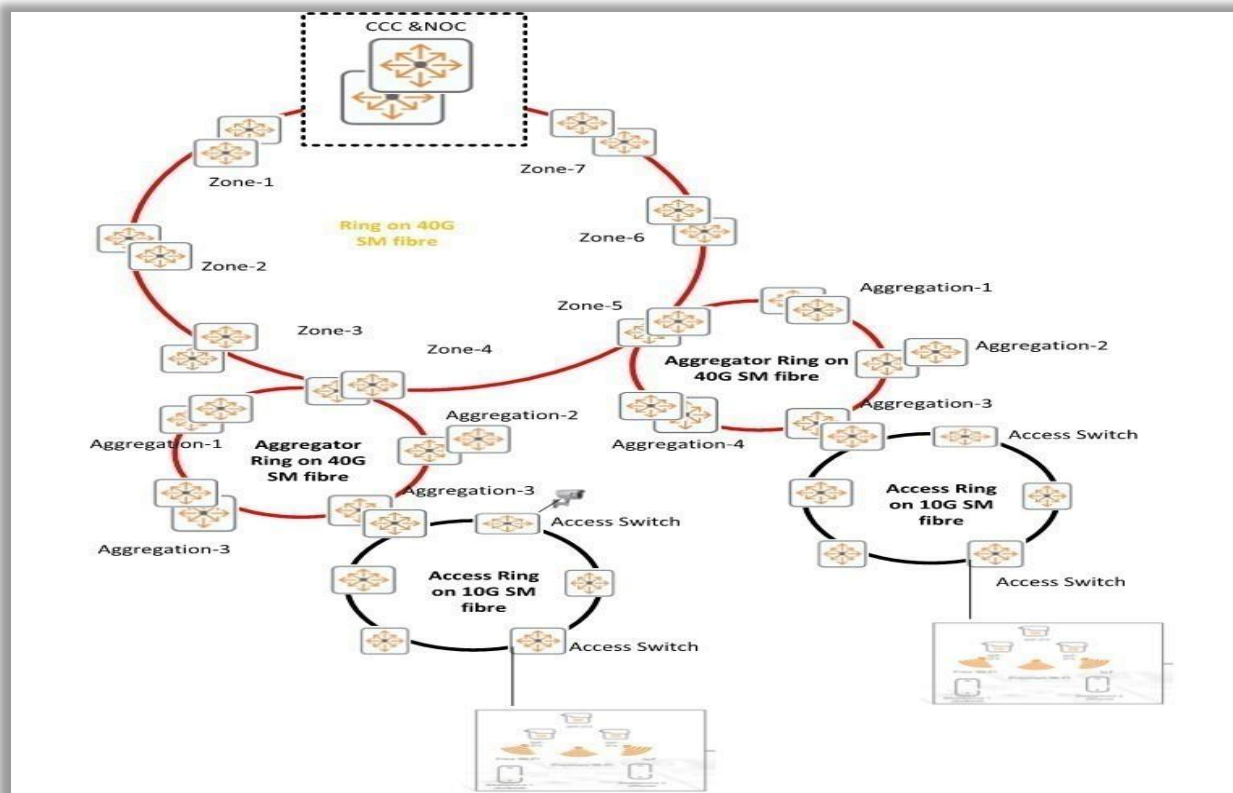 CCC &NOC
Zone-1
Zone-7
Ring on 40G
SM fibre
Zone-6
Zone-2
Zone-5
Aggregation-1
Zone-3
Zone-4
Aggregation-2
Aggregator Ring on
40G SM fibre
Aggregation-3
Aggregation-2
Aggregation-1
Aggregation-4
Access Switch
Aggregator
Ring on 40G
SM fibre
Aggregation-3
Access Ring
on 10G SM
fibre
Access Switch
Aggregation-3
Access Ring
on 10G SM
fibre
Access Switch
Access Switch